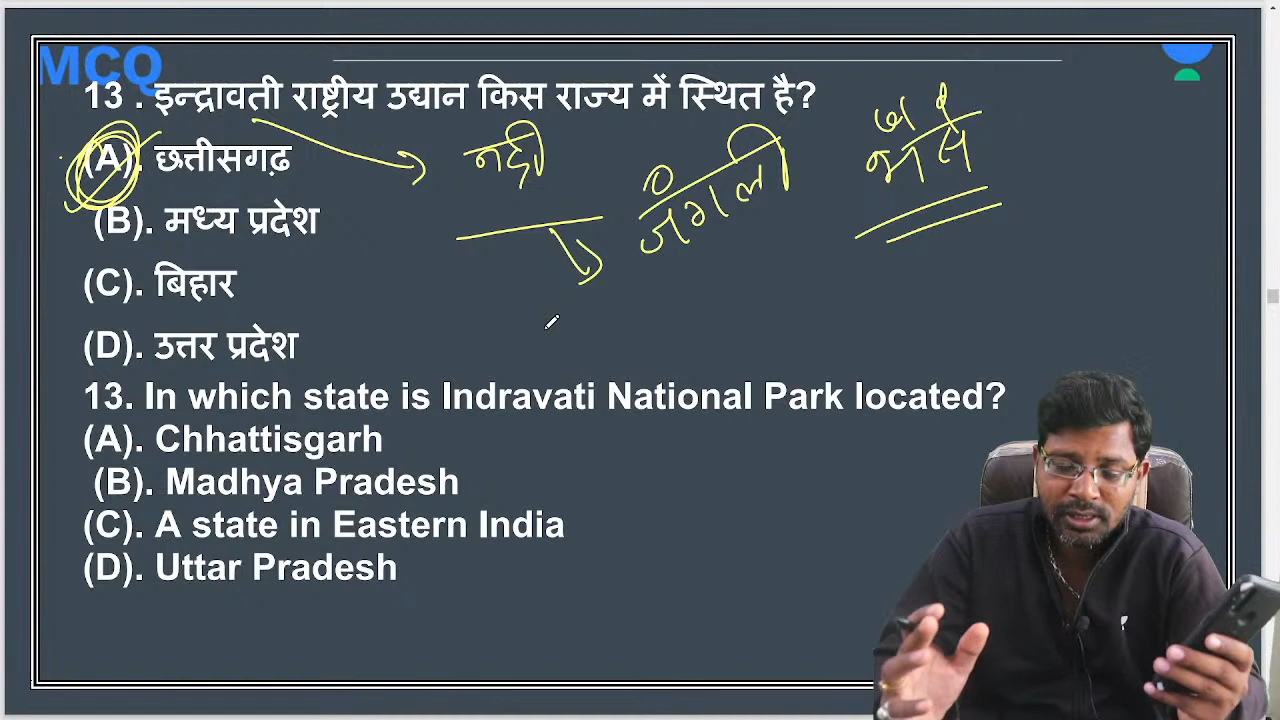 MCQ
13 . इन्द्रावती राष्ट्रीय उद्यान किस राज्य में स्थित है?
(A). छत्तीसगढ़
(B). मध्य प्रदेश
(C). बिहार
(D). उत्तर प्रदेश
नदी
जंगली
भैंसे
13. In which state is Indravati National Park located?
(A). Chhattisgarh
(B). Madhya Pradesh
(C). A state in Eastern India
(D). Uttar Pradesh